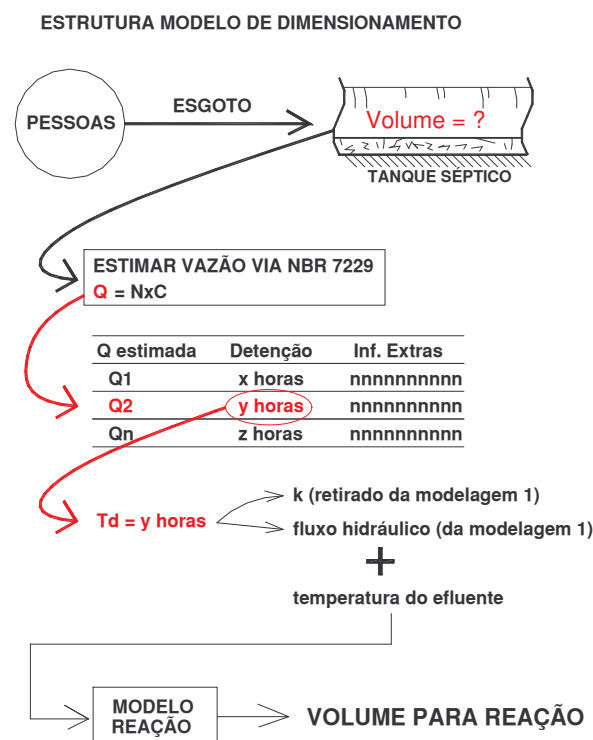 ESTRUTURA MODELO DE DIMENSIONAMENTO
PESSOAS
ESGOTO
Volume = ?
TANQUE SÉPTICO
ESTIMAR VAZÃO VIA NBR 7229
Q = NxC
Q estimada Detenção Inf. Extras
Q1 x horas nnnnnnnnnn
Q2 y horas nnnnnnnnnn
Qn z horas nnnnnnnnnn
Td = y horas
k (retirado da modelagem 1)
fluxo hidráulico (da modelagem 1)
+
temperatura do efluente
MODELO
REAÇÃO
VOLUME PARA REAÇÃO